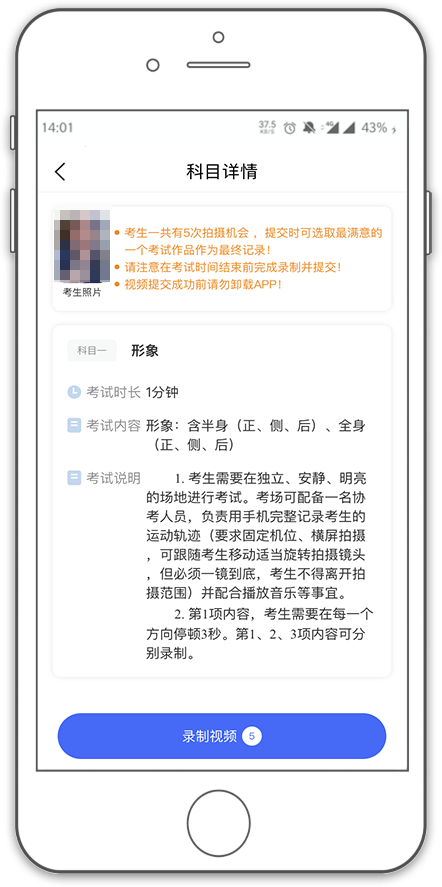 14:01
37.5
KB/S
4G
43%
科目详情
考生一共有5次拍摄机会，提交时可选取最满意的
一个考试作品作为最终记录！
请注意在考试时间结束前完成录制并提交！
视频提交成功前请勿卸载APP！
考生照片
科目一 形象
考试时长 1分钟
考试内容 形象：含半身（正、侧、后）、全身
（正、侧、后）
考试说明 1. 考生需要在独立、安静、明亮
的场地进行考试。考场可配备一名协
考人员，负责用手机完整记录考生的
运动轨迹（要求固定机位、横屏拍摄
，可跟随考生移动适当旋转拍摄镜头
，但必须一镜到底，考生不得离开拍
摄范围）并配合播放音乐等事宜。
2. 第1项内容，考生需要在每一个
方向停顿3秒。第1、2、3项内容可分
别录制。
录制视频 5